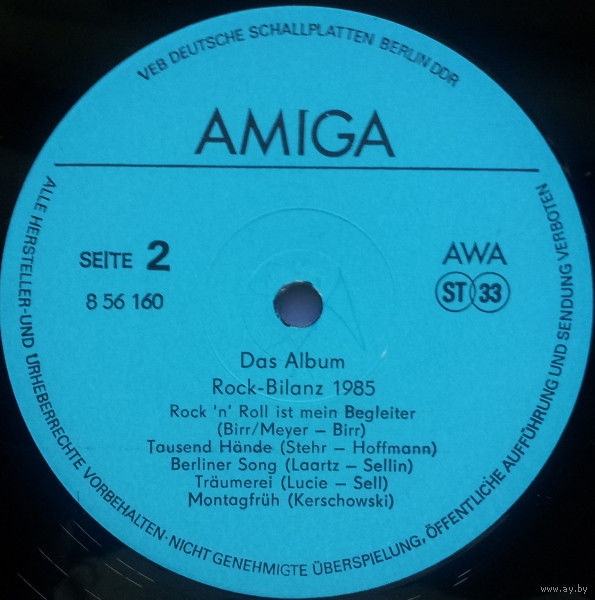 VEB DEUTSCHE SCHALLPLATTEN BERLIN DDR
AMIGA
SEITE 2
8 56 160
AWA
ST 33
Das Album
Rock-Bilanz 1985
Rock 'n' Roll ist mein Begleiter
(Birr/Meyer – Birr)
Tausend Hände (Stehr – Hoffmann)
Berliner Song (Laartz – Sellin)
Träumerei (Lucie – Sell)
Montagfrüh (Kerschowski)
ALLE HERSTELLER-UND URHEBERRECHTE VORBEHALTEN·NICHT GENEHMIGTE ÜBERSPIELUNG, ÖFFENTLICHE AUFFÜHRUNG UND SENDUNG VERBOTEN
www.ay.by